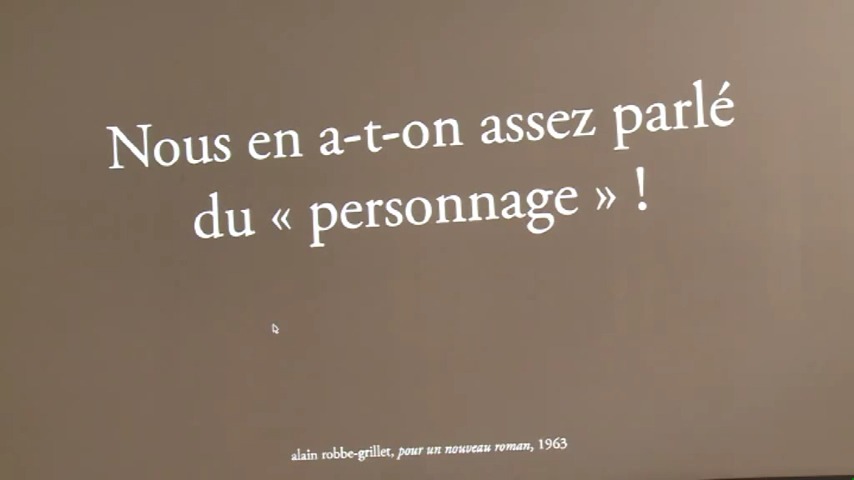 Nous en a-t-on assez parlé
du « personnage » !
alain robbe-grillet, pour un nouveau roman, 1963